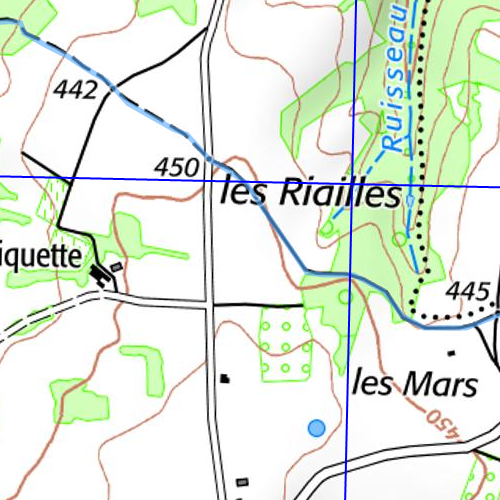 Ruisseau
442
450
les Riailles
iquette
445
les Mars
450